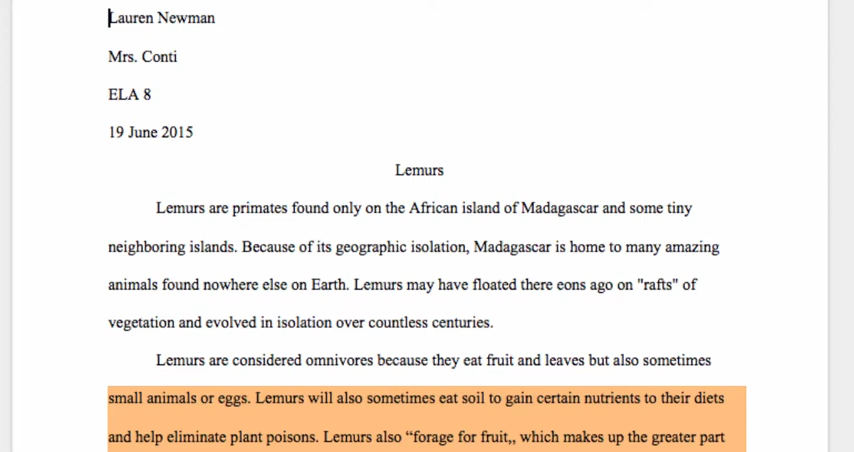 Lauren Newman
Mrs. Conti
ELA 8
19 June 2015
Lemurs
Lemurs are primates found only on the African island of Madagascar and some tiny
neighboring islands. Because of its geographic isolation, Madagascar is home to many amazing
animals found nowhere else on Earth. Lemurs may have floated there eons ago on "rafts" of
vegetation and evolved in isolation over countless centuries.
Lemurs are considered omnivores because they eat fruit and leaves but also sometimes
small animals or eggs. Lemurs will also sometimes eat soil to gain certain nutrients to their diets
and help eliminate plant poisons. Lemurs also “forage for fruit,, which makes up the greater part